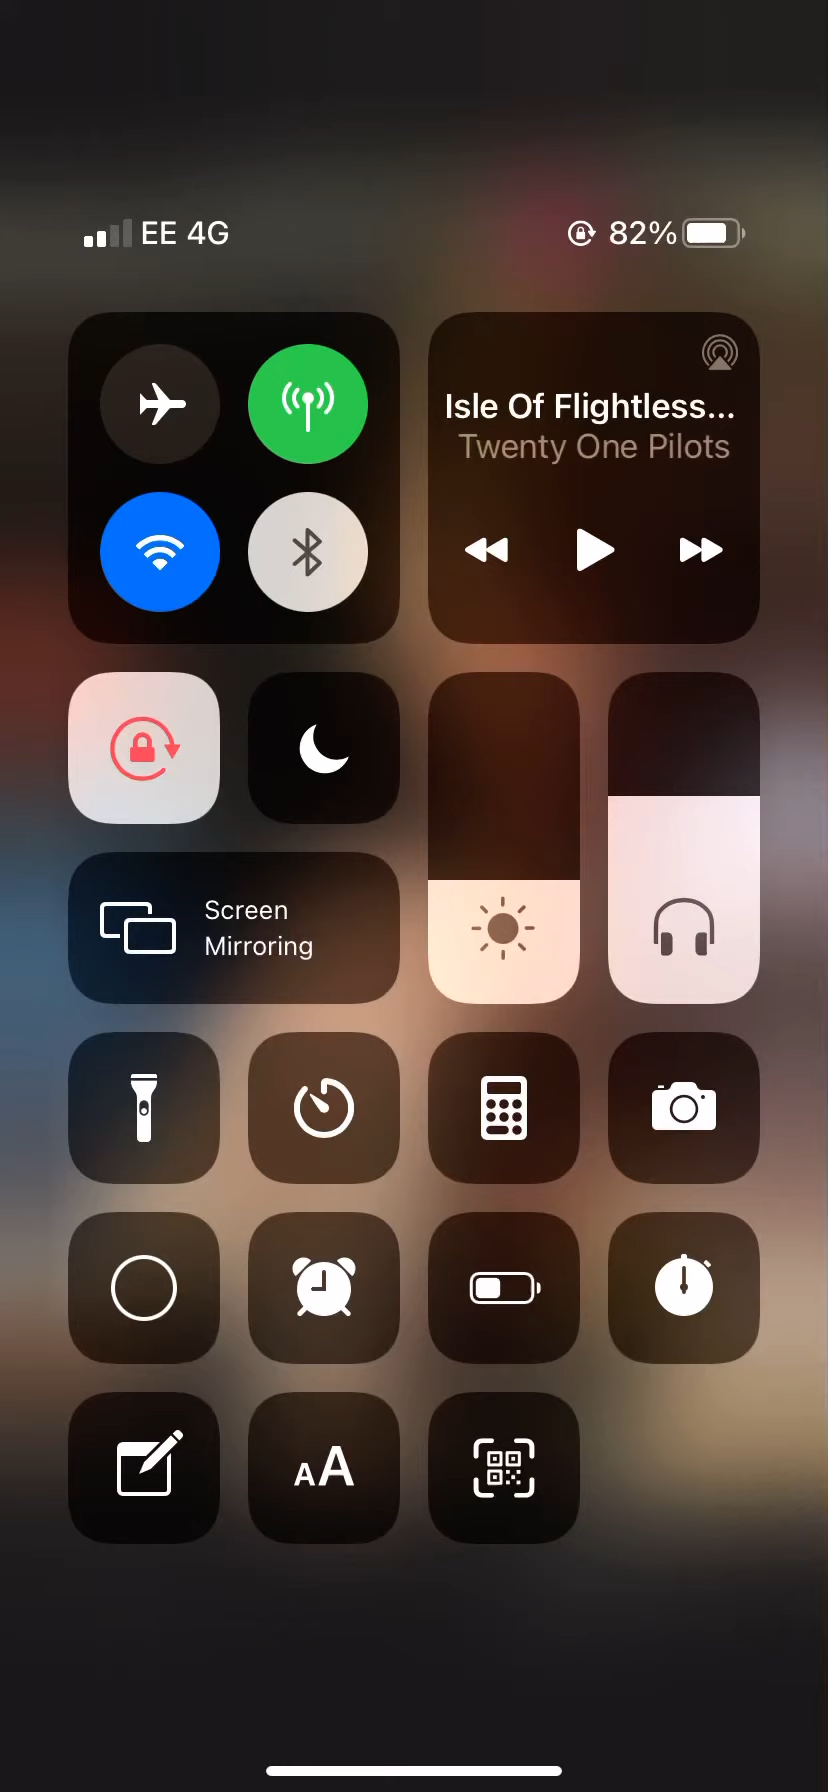 EE 4G
82%
Isle Of Flightless...
Twenty One Pilots
Screen
Mirroring
AA